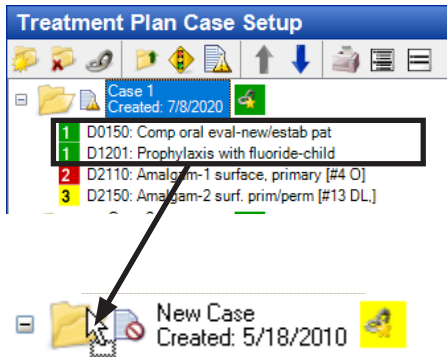 Treatment Plan Case Setup
Case 1
Created: 7/8/2020
1 D0150: Comp oral eval-new/estab pat
1 D1201: Prophylaxis with fluoride-child
2 D2110: Amalgam-1 surface, primary [#4 O]
3 D2150: Amalgam-2 surf. prim/perm [#13 DL,]
New Case
Created: 5/18/2010